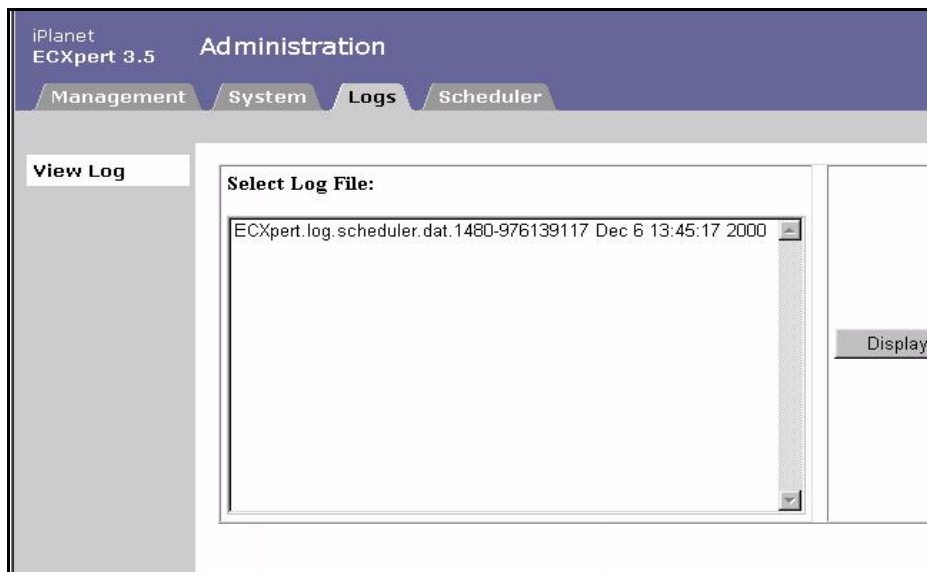 iPlanet
ECXpert 3.5
Administration
Management
System
Logs
Scheduler
View Log
Select Log File:
ECXpert.log.scheduler.dat.1480-976139117 Dec 6 13:45:17 2000
Display